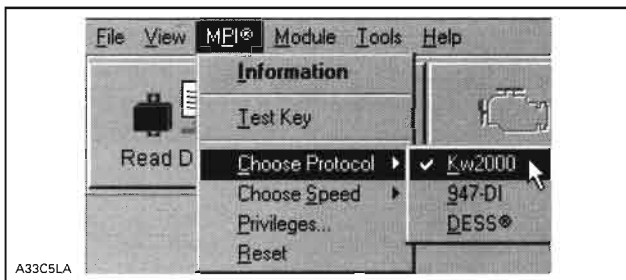 File View MPI® Module Tools Help
Information
Test Key
Read D
Choose Protocol
Kw2000
Choose Speed
947-DI
Privileges...
DESS®
Reset
A33C5LA